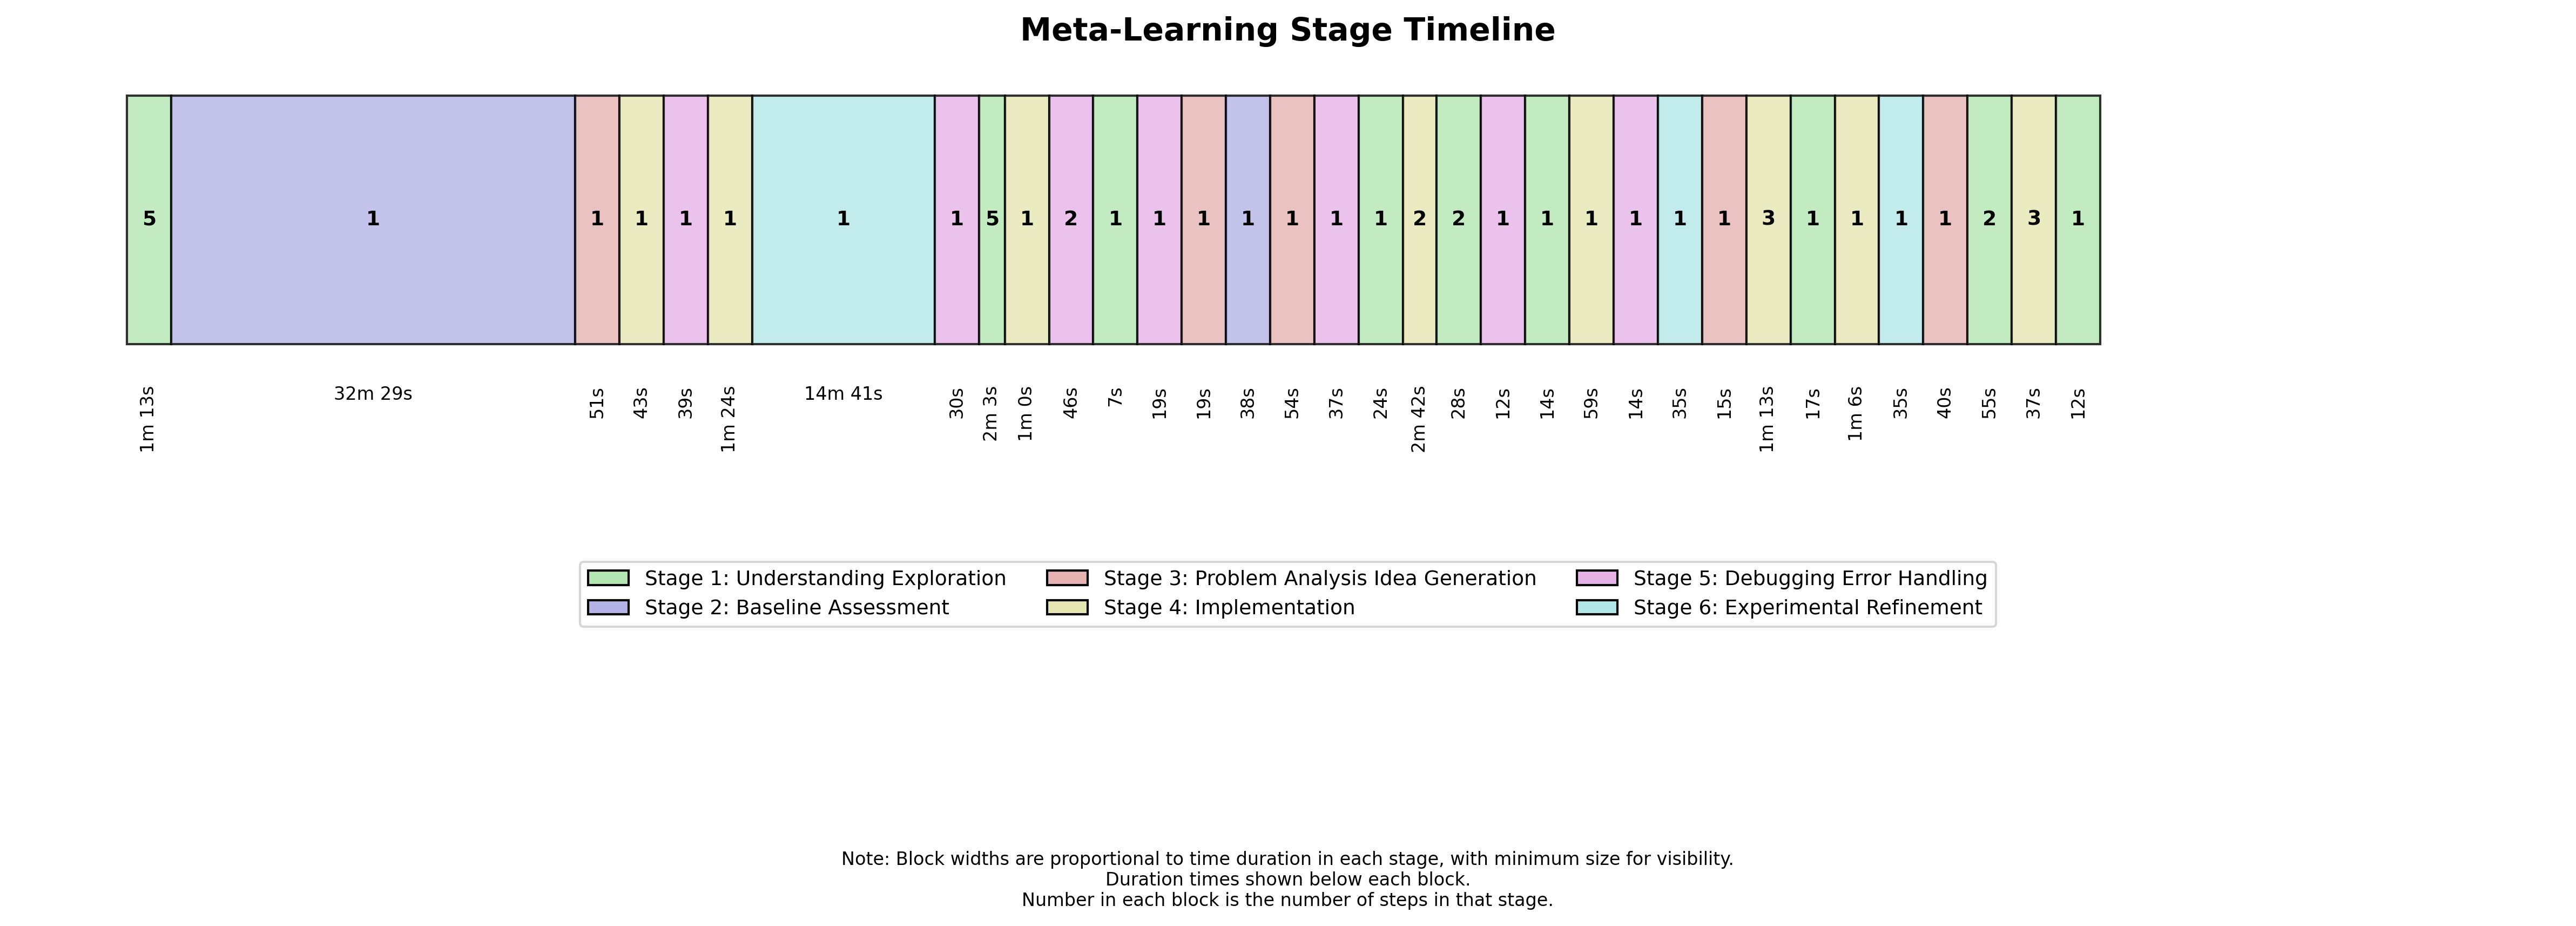 Meta-Learning Stage Timeline
5 1 1 1 1 1 1 1 5 1 2 1 1 1 1 1 1 1 2 2 1 1 1 1 1 1 3 1 1 1 1 2 3 1
1m 13s 32m 29s 51s 43s 39s 1m 24s 14m 41s 30s 2m 3s 1m 0s 46s 7s 19s 19s 38s 54s 37s 24s 2m 42s 28s 12s 14s 59s 14s 35s 15s 1m 13s 17s 1m 6s 35s 40s 55s 37s 12s
Stage 1: Understanding Exploration
Stage 2: Baseline Assessment
Stage 3: Problem Analysis Idea Generation
Stage 4: Implementation
Stage 5: Debugging Error Handling
Stage 6: Experimental Refinement
Note: Block widths are proportional to time duration in each stage, with minimum size for visibility.
Duration times shown below each block.
Number in each block is the number of steps in that stage.